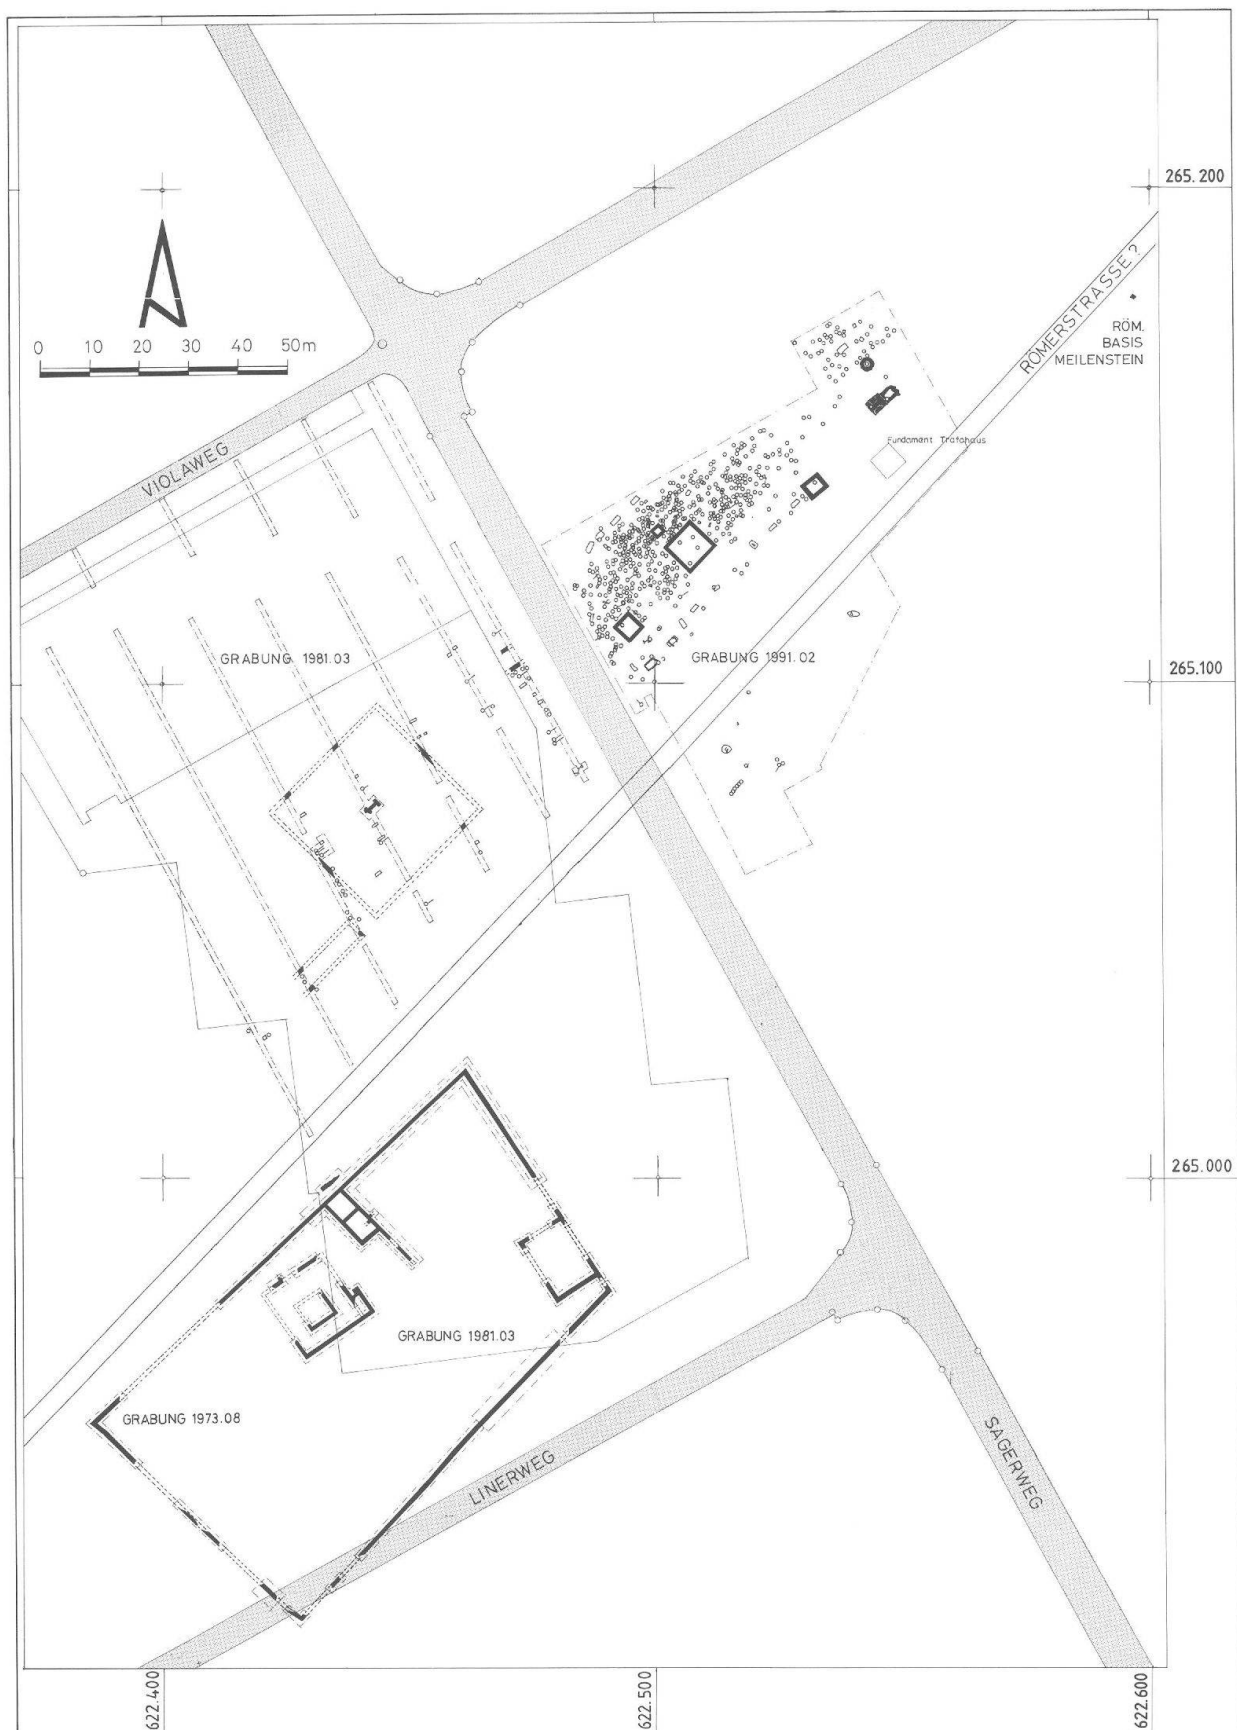 265.200
RÖMERSTRASSE?
RÖM.
BASIS
MEILENSTEIN
0 10 20 30 40 50m
Fundament Trafohaus
VIOLAWEG
GRABUNG 1981.03
GRABUNG 1991.02
265.100
265.000
GRABUNG 1981.03
GRABUNG 1973.08
LINERWEG
SAGERWEG
622.400
622.500
622.600